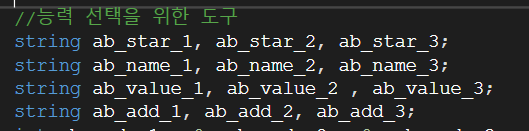 //능력 선택을 위한 도구
string ab_star_1, ab_star_2, ab_star_3;
string ab_name_1, ab_name_2, ab_name_3;
string ab_value_1, ab_value_2 , ab_value_3;
string ab_add_1, ab_add_2, ab_add_3;